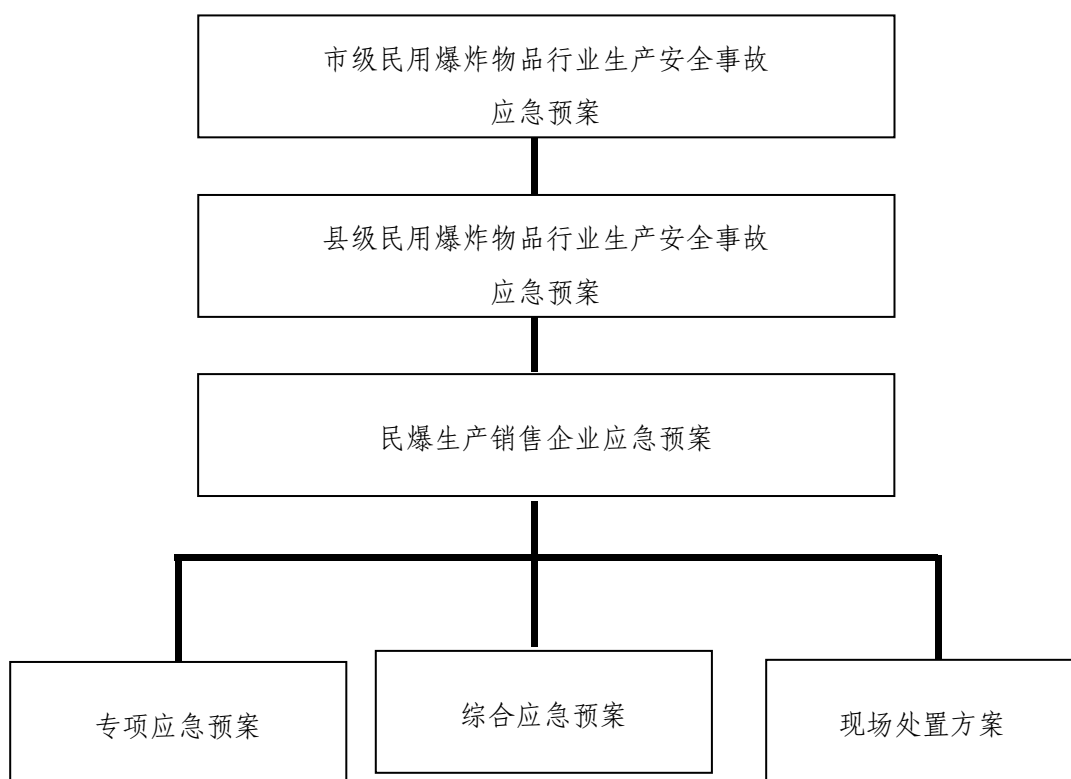 市级民用爆炸物品行业生产安全事故
应急预案
县级民用爆炸物品行业生产安全事故
应急预案
民爆生产销售企业应急预案
专项应急预案
综合应急预案
现场处置方案